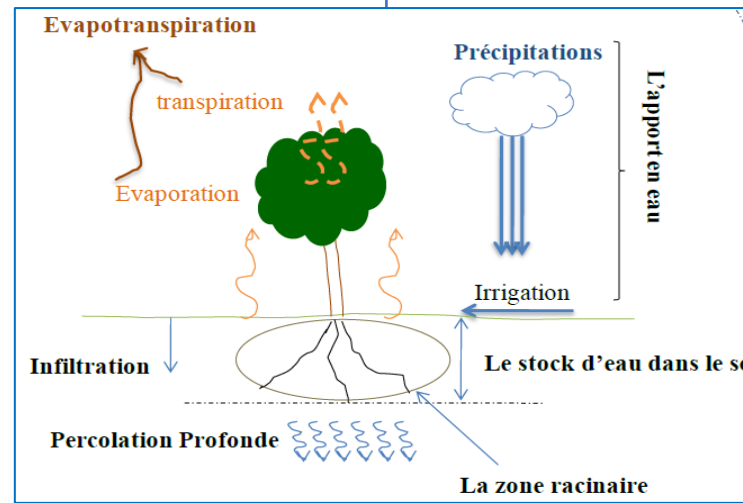 Evapotranspiration
Précipitations
transpiration
L'apport en eau
Evaporation
Irrigation
Infiltration
Le stock d'eau dans le
Percolation Profonde
La zone racinaire